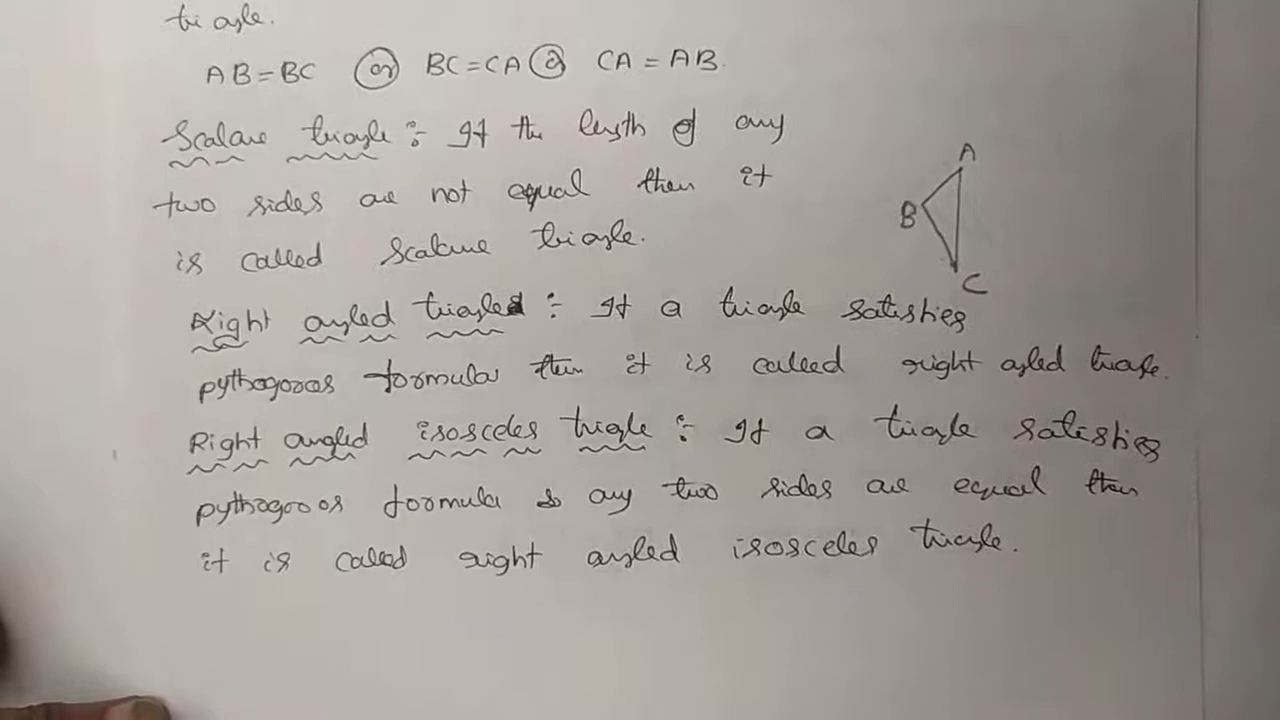 triangle.
AB=BC or BC=CA or CA = AB.
Scalane triangle :- If the length of any
two sides are not equal then it
is called Scalane triangle.
A
B
C
Right angled triangle :- If a triangle satisfies
pythagoras formula then it is called right angled triangle.
Right angled isosceles triangle :- If a triangle satisfies
pythagoras formula & any two sides are equal then
it is called right angled isosceles triangle.